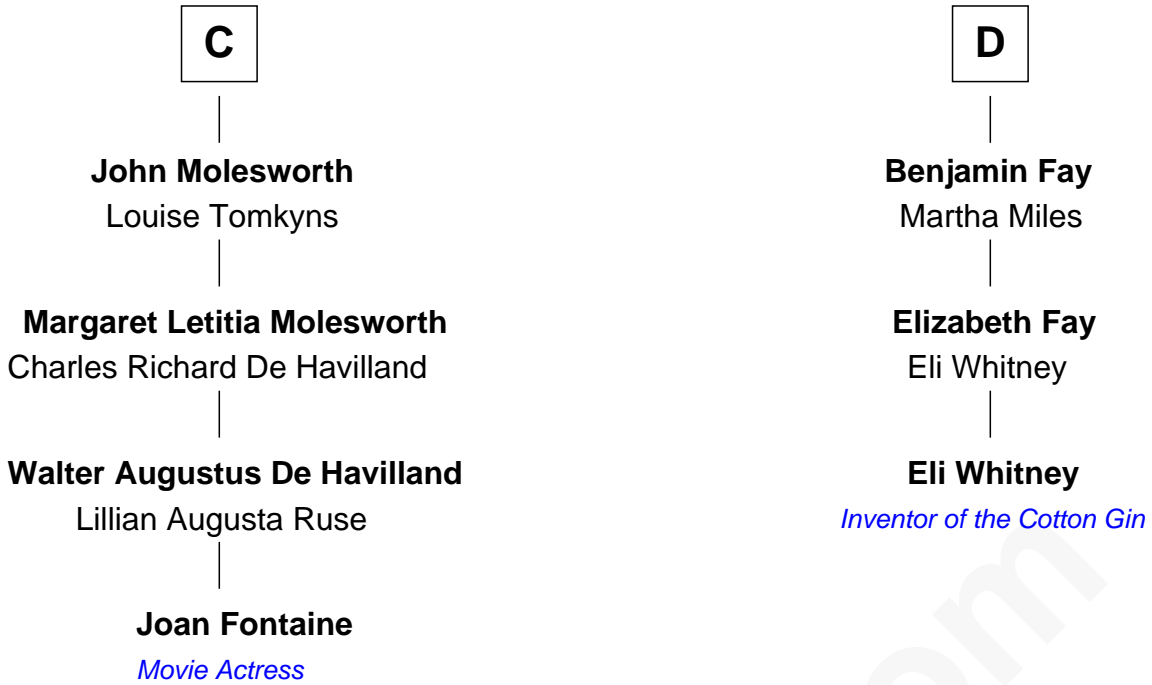 C
John Molesworth
Louise Tomkyns
Margaret Letitia Molesworth
Charles Richard De Havilland
Walter Augustus De Havilland
Lillian Augusta Ruse
Joan Fontaine
Movie Actress
D
Benjamin Fay
Martha Miles
Elizabeth Fay
Eli Whitney
Eli Whitney
Inventor of the Cotton Gin
om